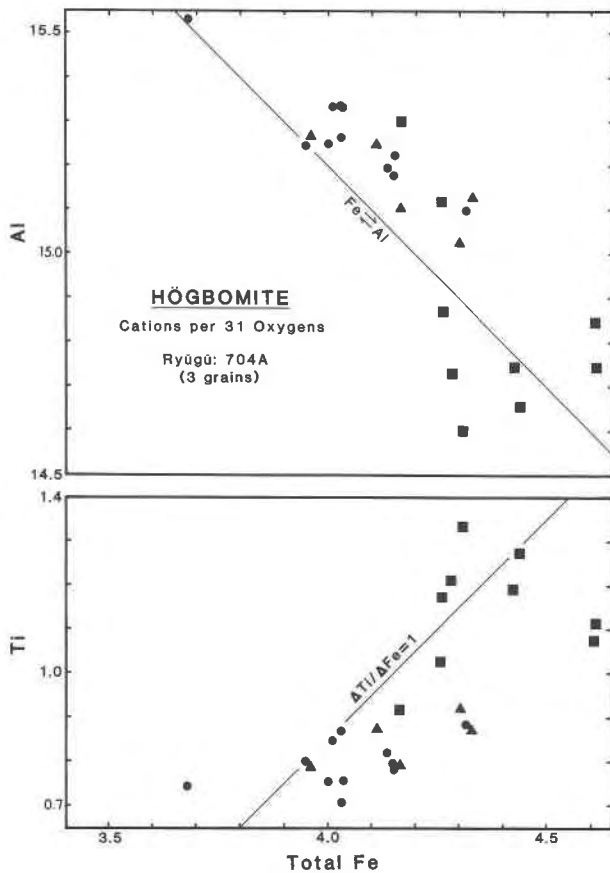 15.5
Al
15.0
14.5
Fe⇌Al
HÖGBOMITE
Cations per 31 Oxygens
Ryūgū: 704A
(3 grains)
1.4
Ti
1.0
0.7
ΔTi/ΔFe=1
3.5 4.0 4.5
Total Fe